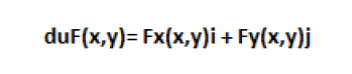 duF(x,y)= Fx(x,y)i + Fy(x,y)j